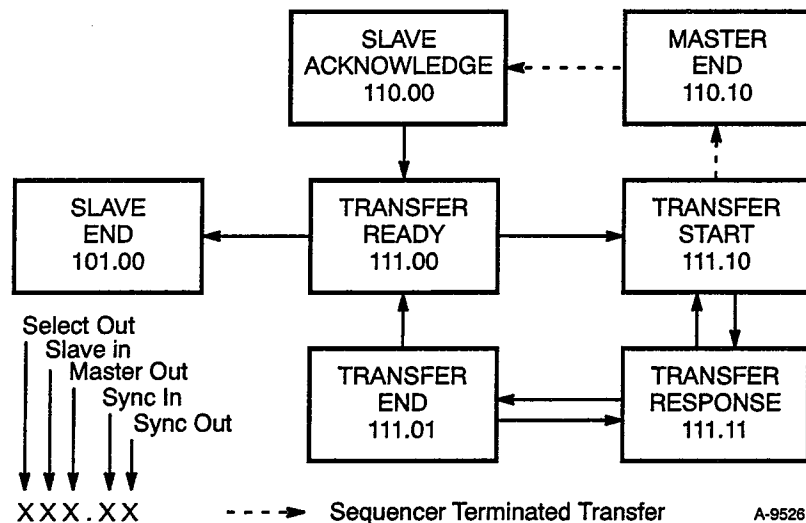 SLAVE
ACKNOWLEDGE
110.00
MASTER
END
110.10
SLAVE
END
101.00
TRANSFER
READY
111.00
TRANSFER
START
111.10
Select Out
Slave in
Master Out
Sync In
Sync Out
TRANSFER
END
111.01
TRANSFER
RESPONSE
111.11
XXX.XX
Sequencer Terminated Transfer
A-9526